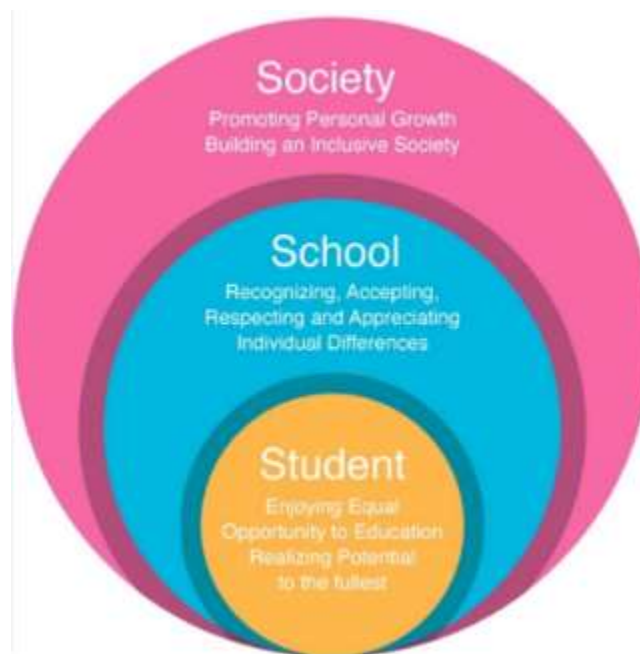 Society
Promoting Personal Growth
Building an Inclusive Society
School
Recognizing, Accepting,
Respecting and Appreciating
Individual Differences
Student
Enjoying Equal
Opportunity to Education
Realizing Potential
to the fullest